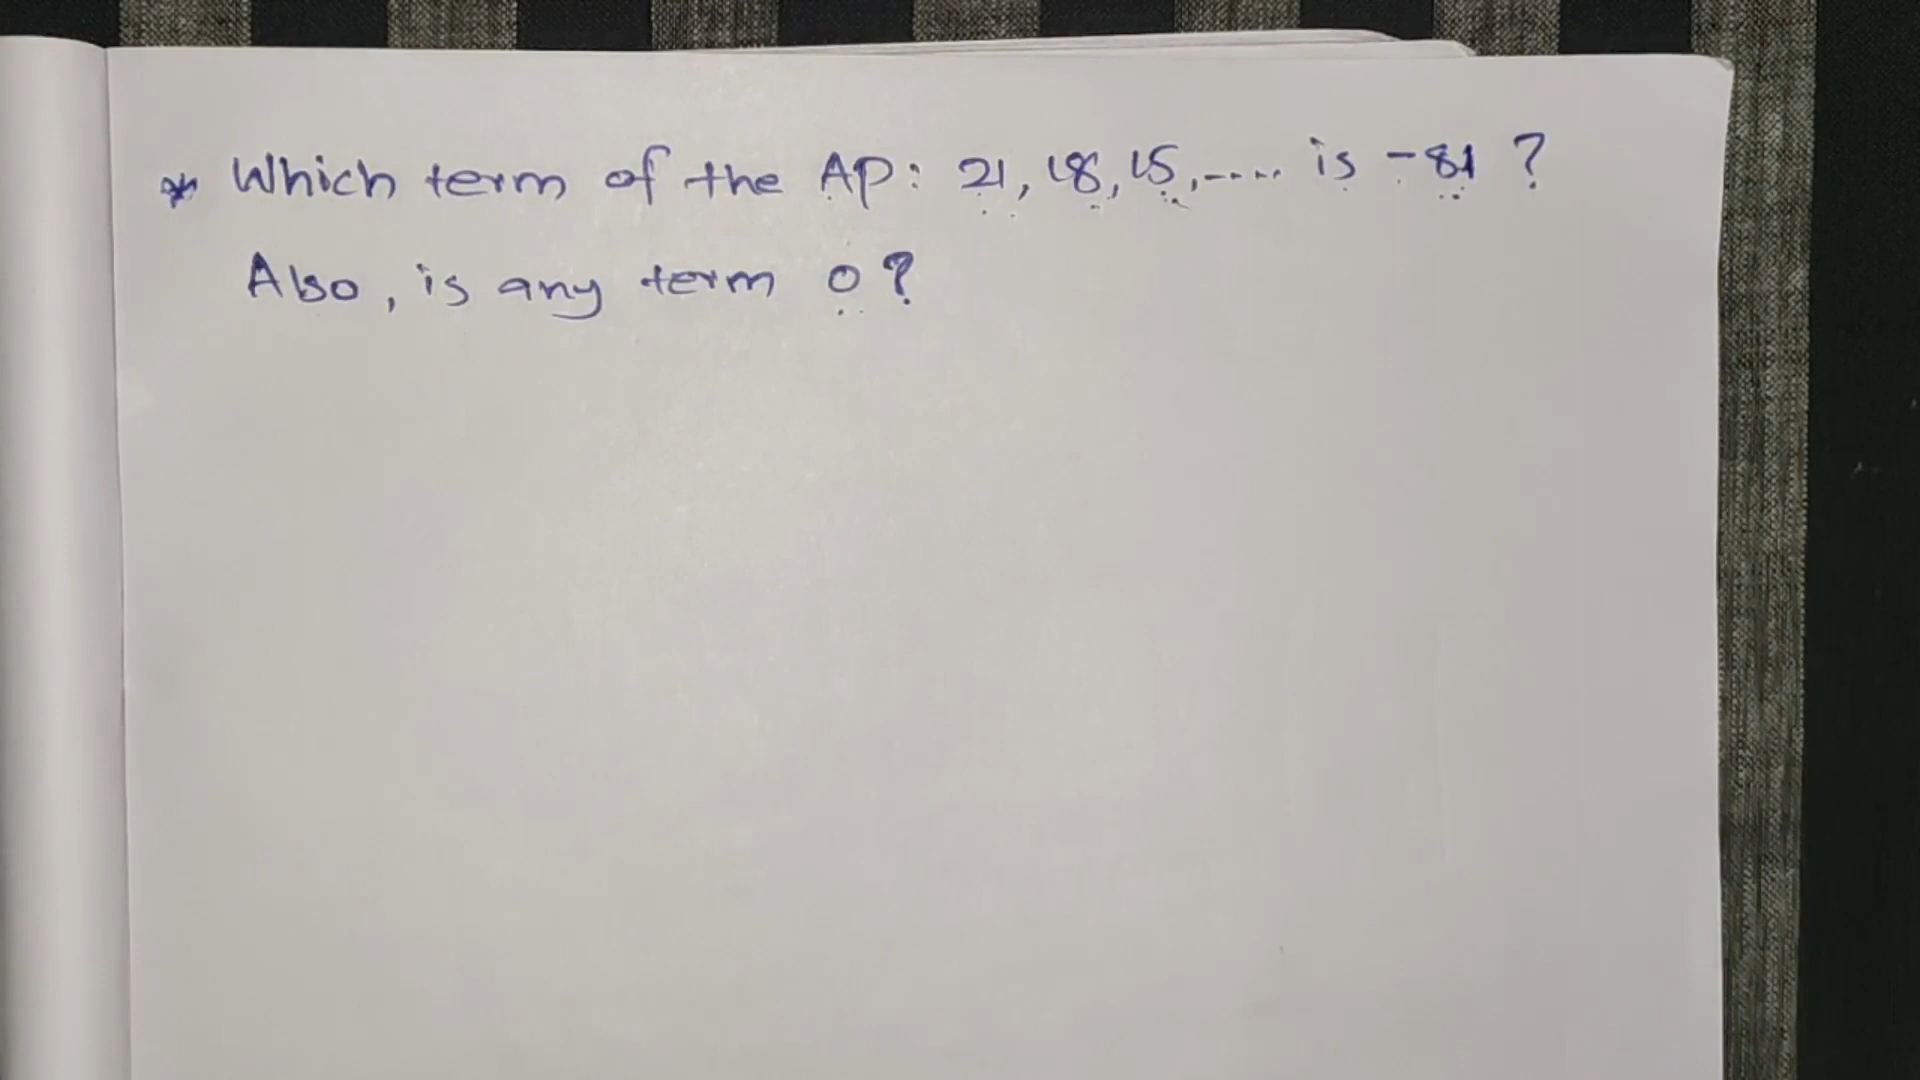 * Which term of the AP: 21, 18, 15, ..... is -81 ?
Also, is any term 0 ?